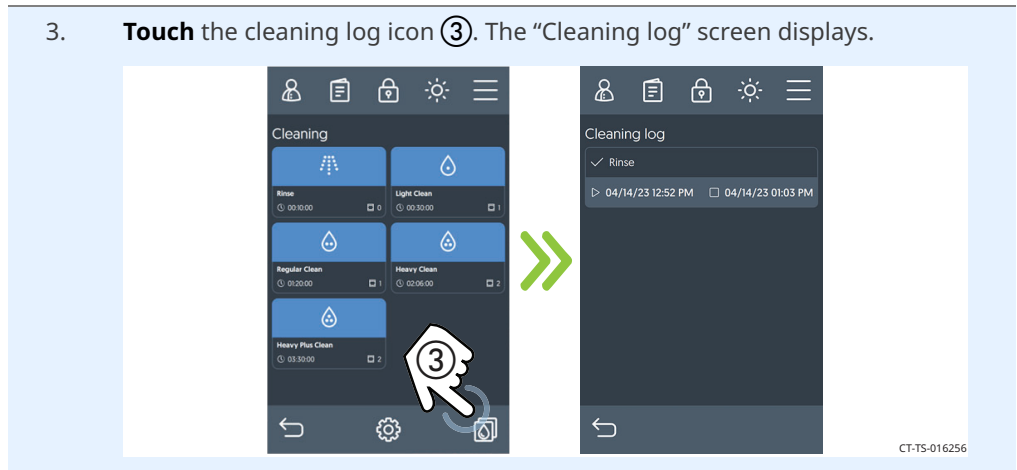 3. Touch the cleaning log icon ③. The “Cleaning log” screen displays.
Cleaning
Rinse
00:10:00 0
Light Clean
00:30:00 1
Regular Clean
01:20:00 1
Heavy Clean
02:06:00 2
Heavy Plus Clean
03:30:00 2
3
Cleaning log
Rinse
04/14/23 12:52 PM 04/14/23 01:03 PM
CT-TS-016256